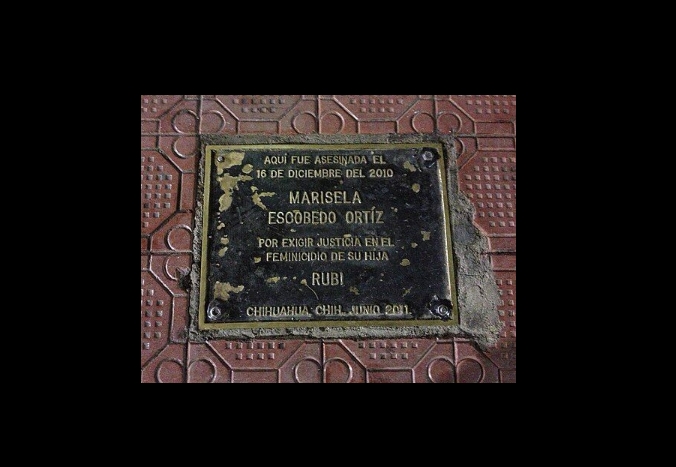 AQUÍ FUE ASESINADA EL
16 DE DICIEMBRE DEL 2010
MARISELA
ESCOBEDO ORTÍZ
POR EXIGIR JUSTICIA EN EL
FEMINICIDIO DE SU HIJA
RUBI
CHIHUAHUA, CHIH. JUNIO 2011